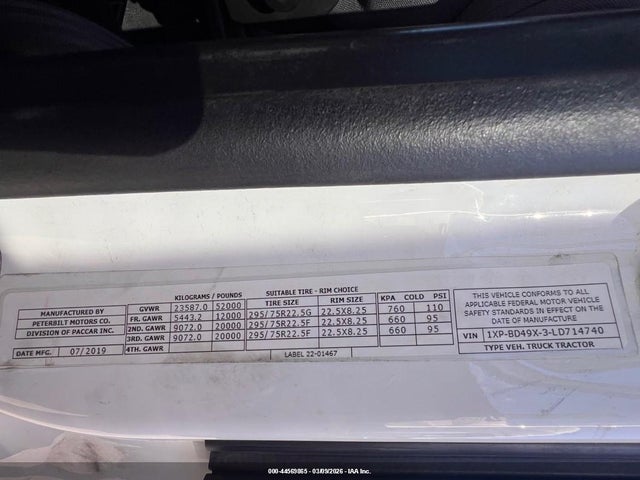 KILOGRAMS / POUNDS SUITABLE TIRE - RIM CHOICE
TIRE SIZE RIM SIZE KPA COLD PSI
GVWR 23587.0 52000
FR. GAWR 5443.2 12000 295/75R22.5G 22.5X8.25 760 110
2ND. GAWR 9072.0 20000 295/75R22.5F 22.5X8.25 660 95
3RD. GAWR 9072.0 20000 295/75R22.5F 22.5X8.25 660 95
4TH. GAWR
MANUFACTURED BY
PETERBILT MOTORS CO.
DIVISION OF PACCAR INC.
DATE MFG. 07/2019
LABEL 22-01467
THIS VEHICLE CONFORMS TO ALL
APPLICABLE FEDERAL MOTOR VEHICLE
SAFETY STANDARDS IN EFFECT ON THE
DATE OF MANUFACTURE
VIN 1XP-BD49X-3-LD714740
TYPE VEH. TRUCK TRACTOR
000-44569865 - 03/09/2026 - IAA Inc.